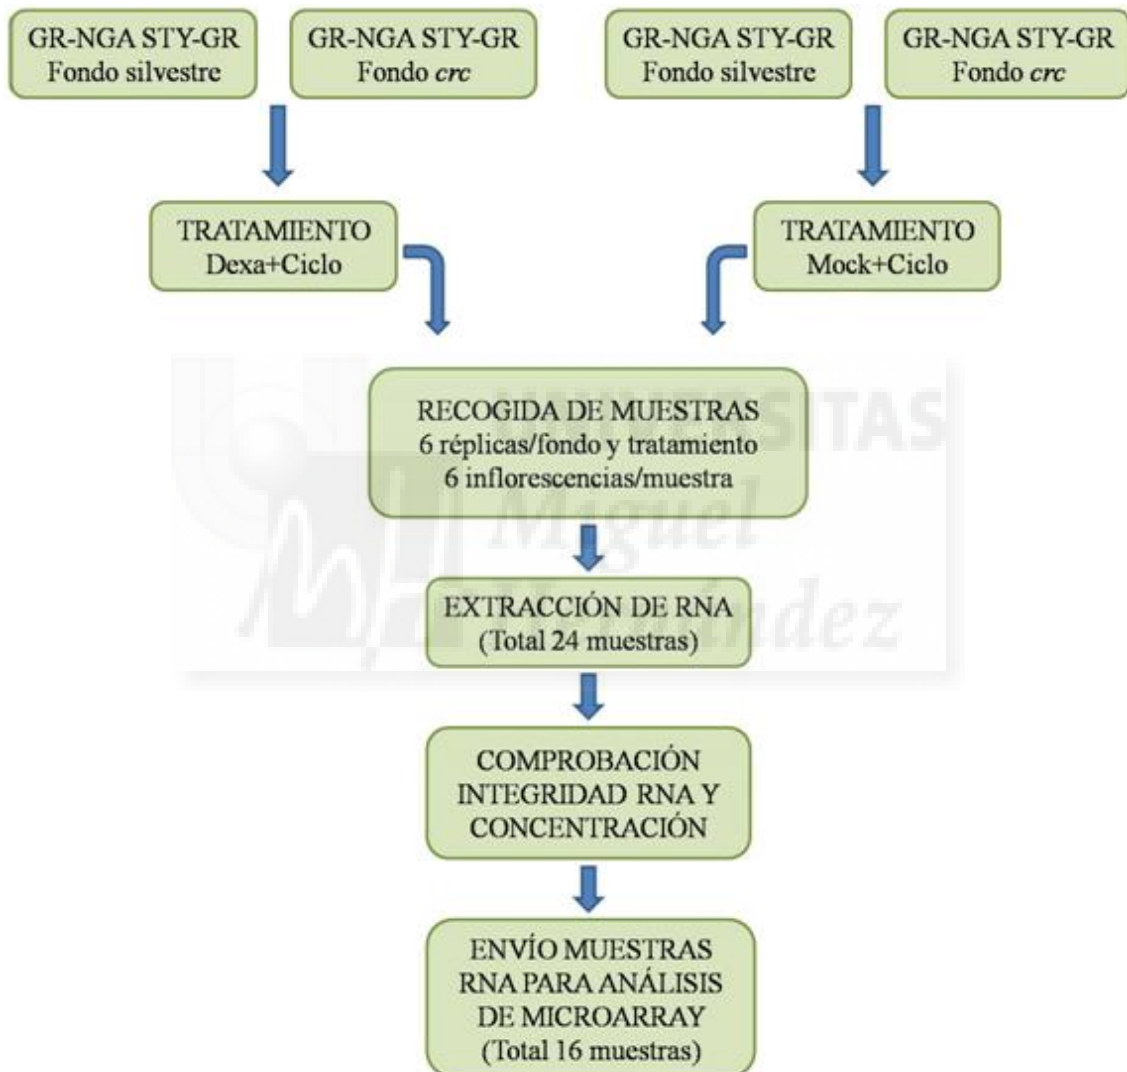 GR-NGA STY-GR
Fondo silvestre
GR-NGA STY-GR
Fondo crc
GR-NGA STY-GR
Fondo silvestre
GR-NGA STY-GR
Fondo crc
TRATAMIENTO
Dexa+Ciclo
TRATAMIENTO
Mock+Ciclo
RECOGIDA DE MUESTRAS
6 réplicas/fondo y tratamiento
6 inflorescencias/muestra
UNIVERSITAS
Miguel
Hernández
EXTRACCIÓN DE RNA
(Total 24 muestras)
COMPROBACIÓN
INTEGRIDAD RNA Y
CONCENTRACIÓN
ENVÍO MUESTRAS
RNA PARA ANÁLISIS
DE MICROARRAY
(Total 16 muestras)